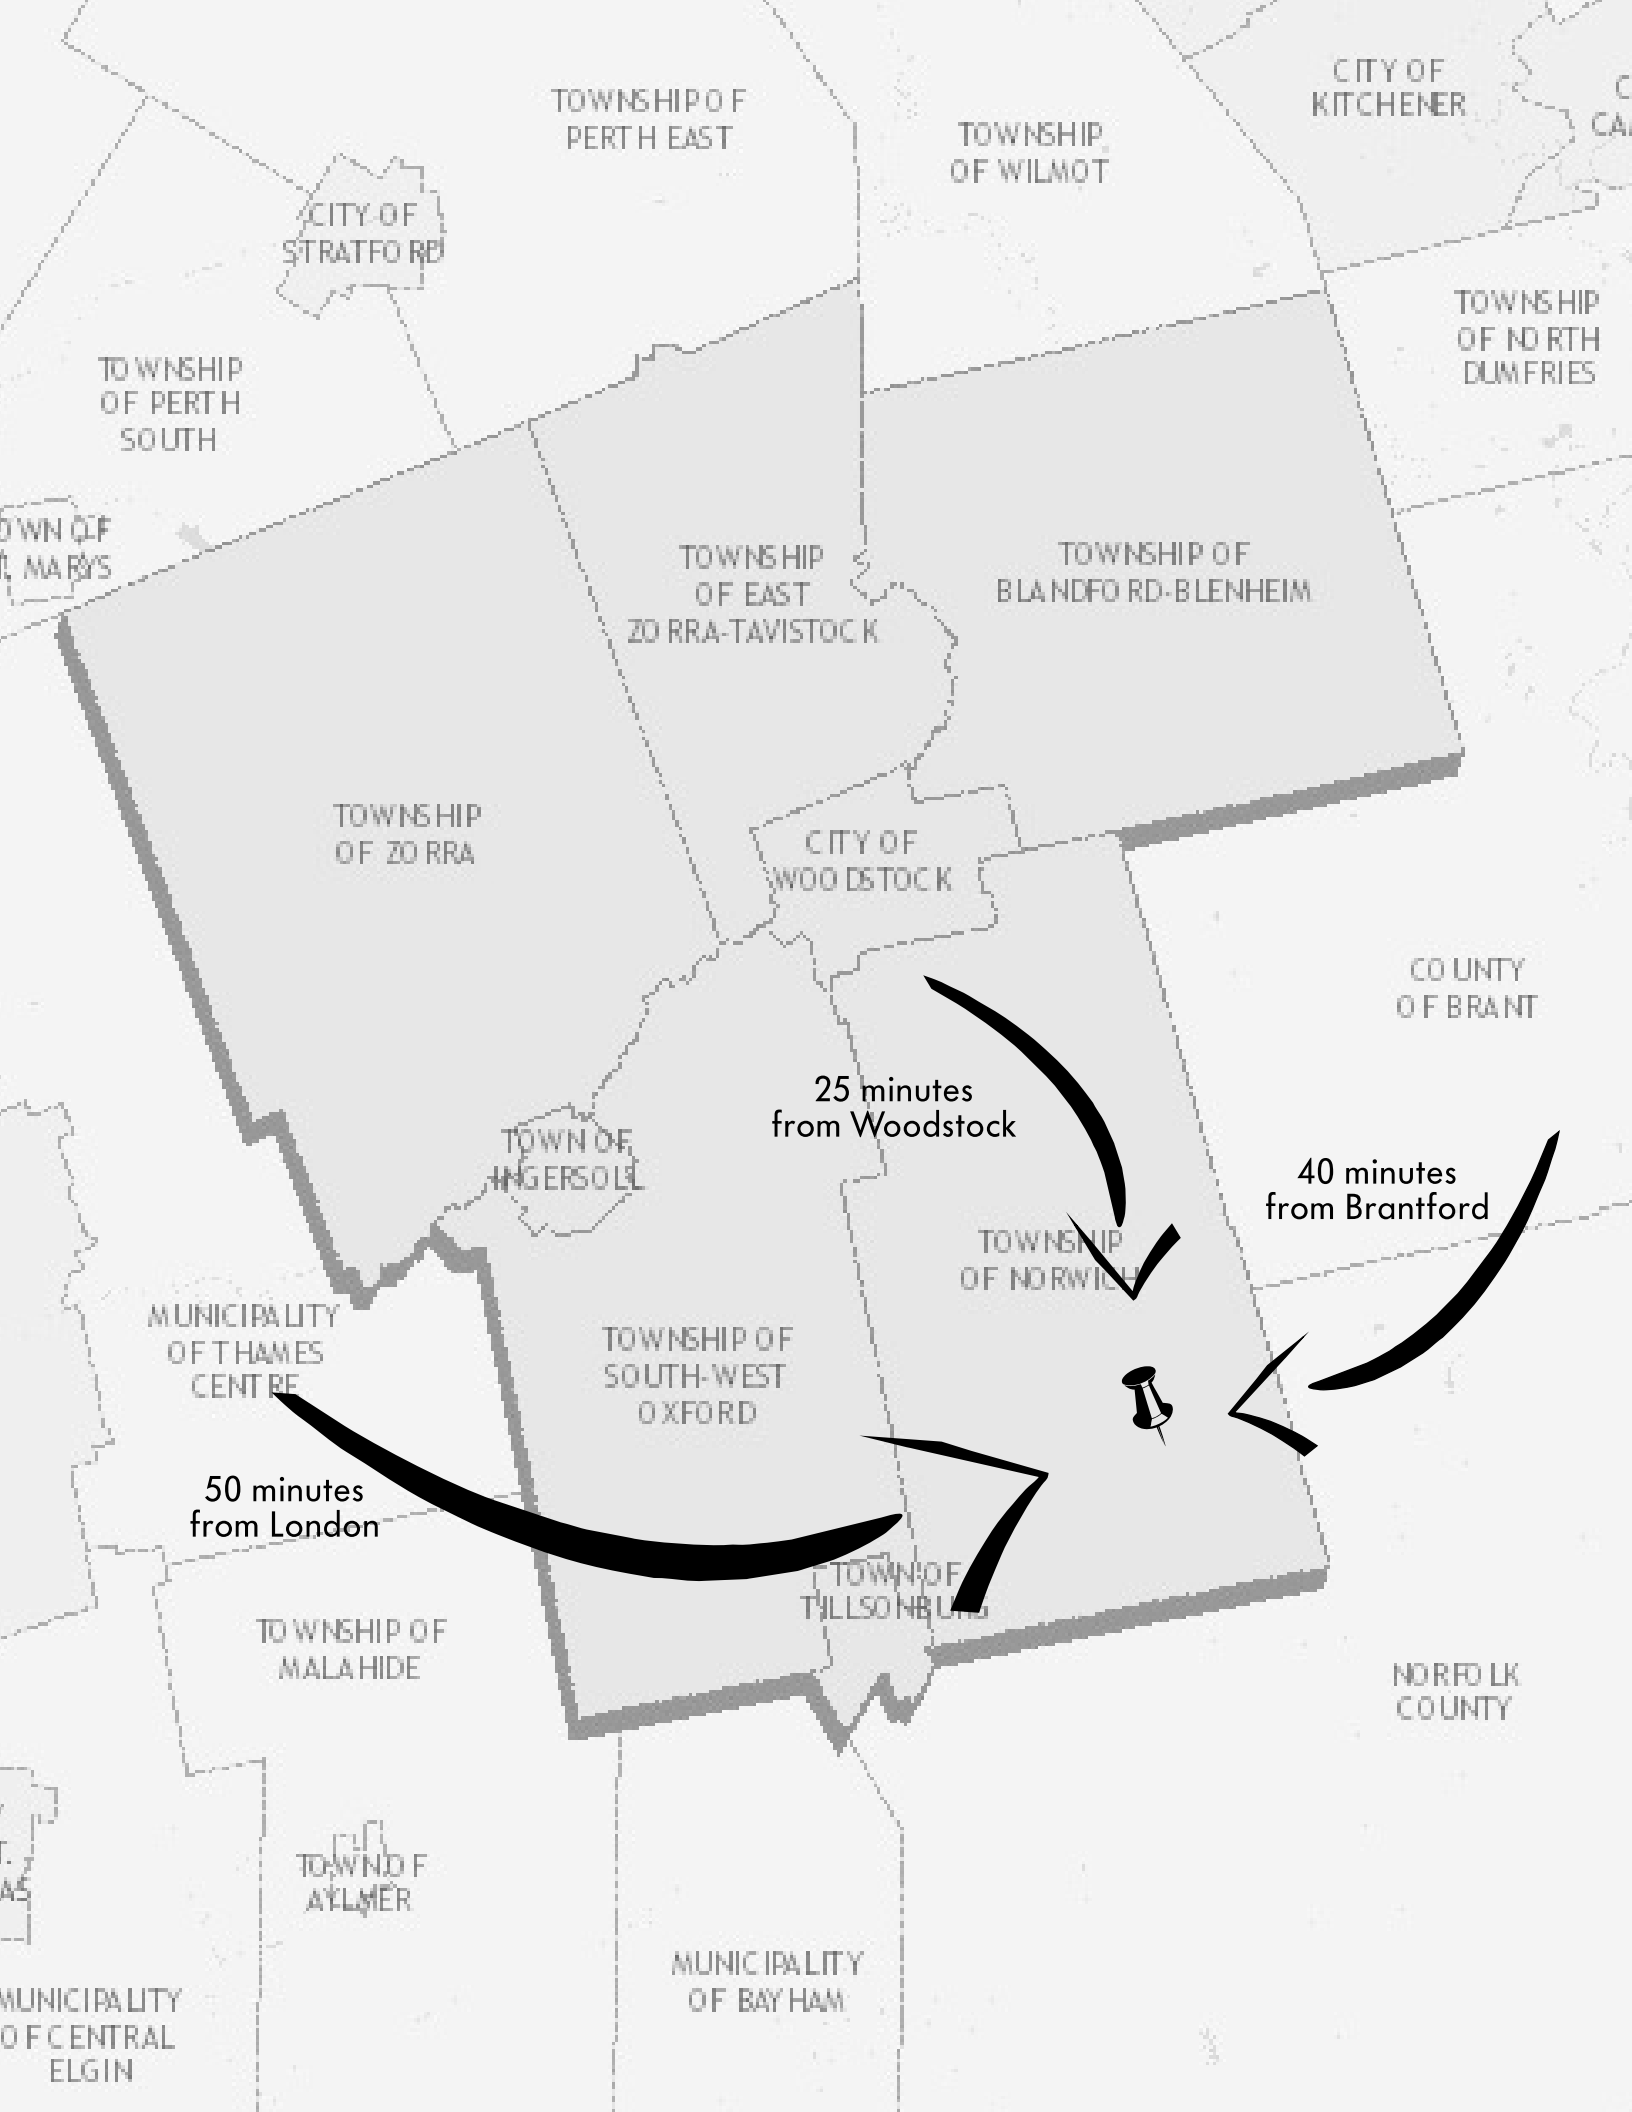 TOWNSHIP OF
PERTH EAST
CITY OF
KITCHENER
TOWNSHIP
OF WILMOT
CITY OF
STRATFORD
TOWNSHIP
OF NORTH
DUMFRIES
TOWNSHIP
OF PERTH
SOUTH
OWN OF
MARYS
TOWNSHIP
OF EAST
ZORRA-TAVISTOCK
TOWNSHIP OF
BLANDFORD-BLENHEIM
TOWNSHIP
OF ZORRA
CITY OF
WOODSTOCK
COUNTY
OF BRANT
25 minutes
from Woodstock
TOWN OF
INGERSOLL
40 minutes
from Brantford
TOWNSHIP
OF NORWICH
MUNICIPALITY
OF THAMES
CENTRE
TOWNSHIP OF
SOUTH-WEST
OXFORD
50 minutes
from London
TOWN OF
TILLSONBURG
TOWNSHIP OF
MALAHIDE
NORFOLK
COUNTY
TOWN OF
AYLMER
MUNICIPALITY
OF BAYHAM
MUNICIPALITY
OF CENTRAL
ELGIN